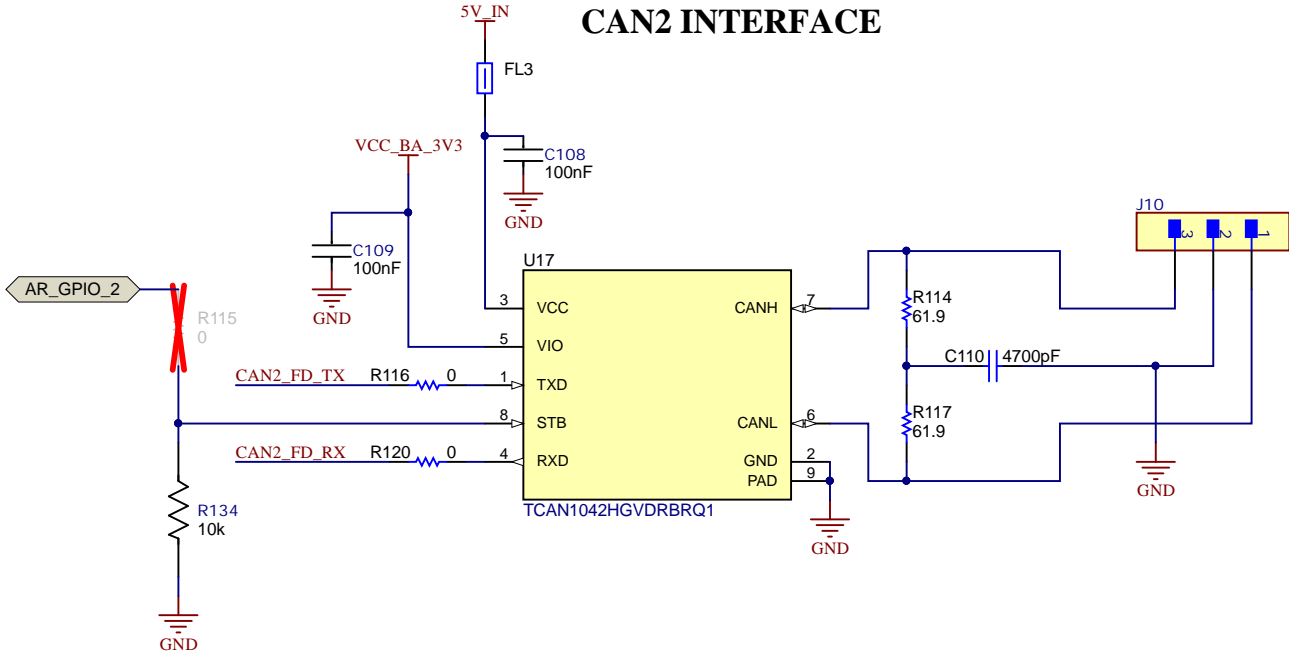 CAN2 INTERFACE
5V_IN
FL3
VCC_BA_3V3
C108
100nF
GND
C109
100nF
GND
J10
3
2
1
AR_GPIO_2
R115
0
U17
3
VCC
CANH
7
5
VIO
CAN2_FD_TX
R116
0
1
TXD
8
STB
CANL
6
CAN2_FD_RX
R120
0
4
RXD
GND
2
PAD
9
TCAN1042HGVDRBRQ1
GND
R114
61.9
C110
4700pF
R117
61.9
GND
R134
10k
GND